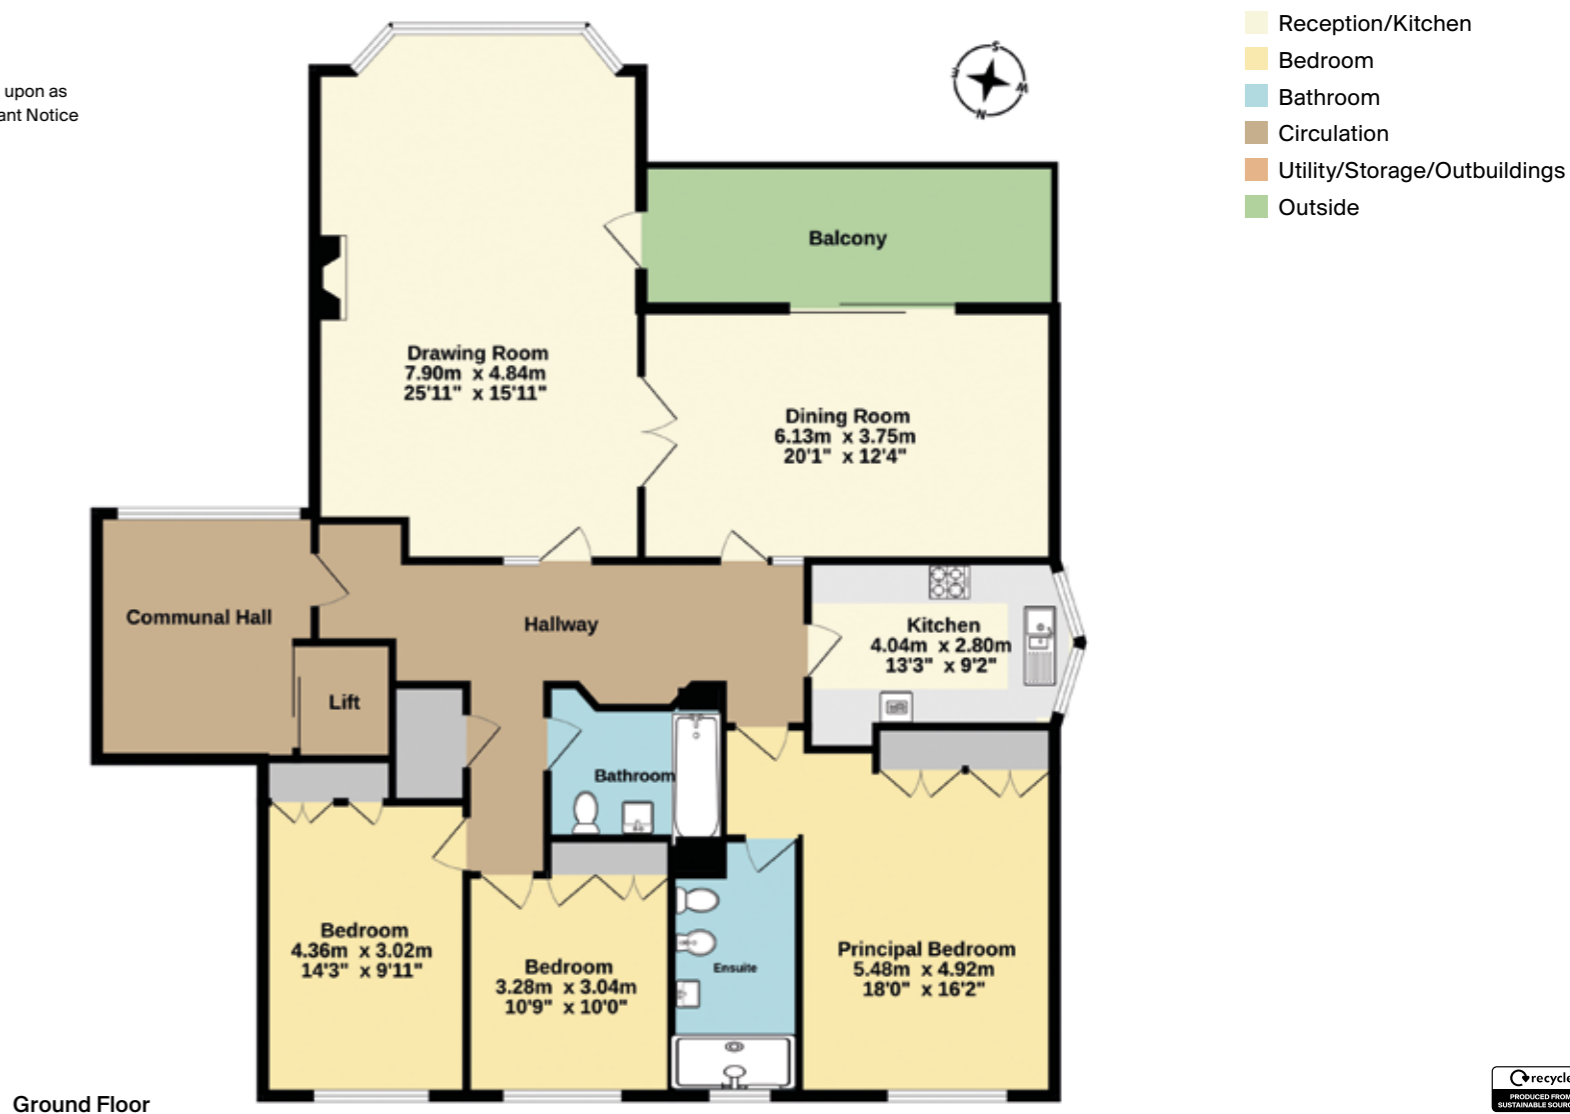 upon as
ant Notice
S
E
W
N
Reception/Kitchen
Bedroom
Bathroom
Circulation
Utility/Storage/Outbuildings
Outside
Balcony
Drawing Room
7.90m x 4.84m
25'11" x 15'11"
Dining Room
6.13m x 3.75m
20'1" x 12'4"
Communal Hall
Hallway
Kitchen
4.04m x 2.80m
13'3" x 9'2"
Lift
Bathroom
Bedroom
4.36m x 3.02m
14'3" x 9'11"
Bedroom
3.28m x 3.04m
10'9" x 10'0"
Ensuite
Principal Bedroom
5.48m x 4.92m
18'0" x 16'2"
Ground Floor
recycle
PRODUCED FROM
SUSTAINABLE SOUR